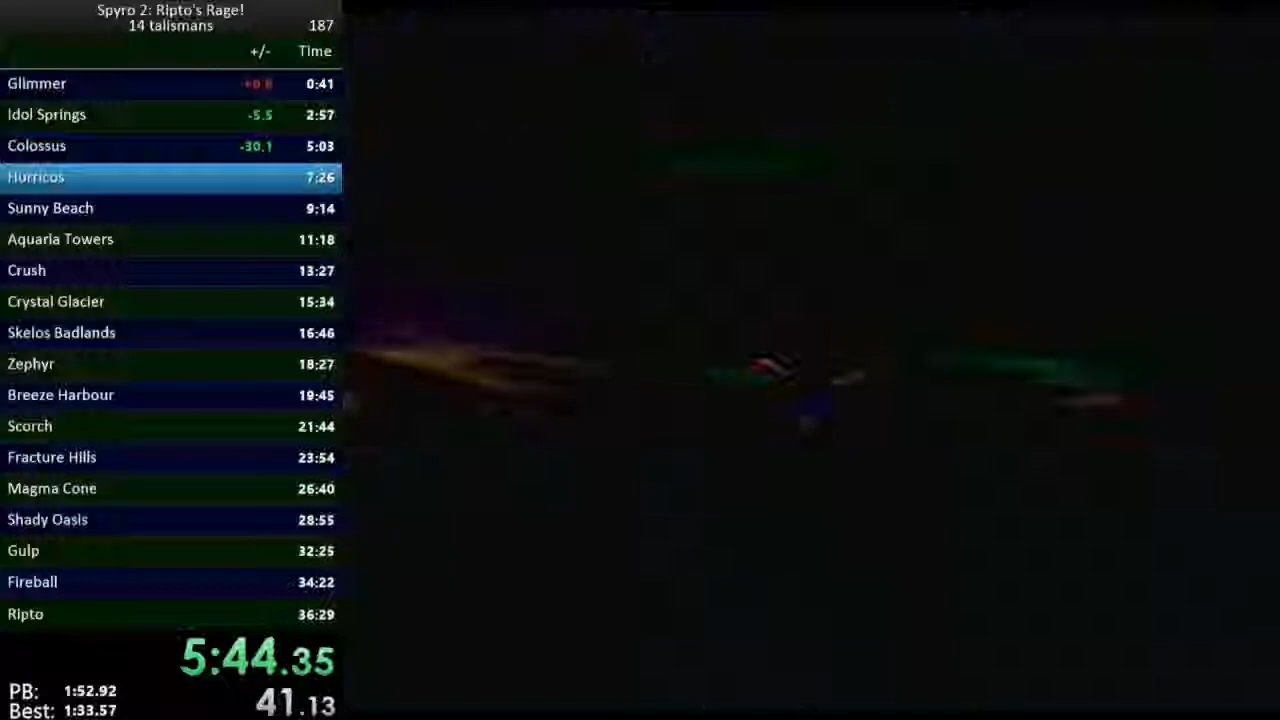 Spyro 2: Ripto's Rage!
14 talismans 187
+/- Time
Glimmer +0.8 0:41
Idol Springs -5.5 2:57
Colossus -30.1 5:03
Hurricos 7:26
Sunny Beach 9:14
Aquaria Towers 11:18
Crush 13:27
Crystal Glacier 15:34
Skelos Badlands 16:46
Zephyr 18:27
Breeze Harbour 19:45
Scorch 21:44
Fracture Hills 23:54
Magma Cone 26:40
Shady Oasis 28:55
Gulp 32:25
Fireball 34:22
Ripto 36:29
5:44.35
PB: 1:52.92
Best: 1:33.57
41.13